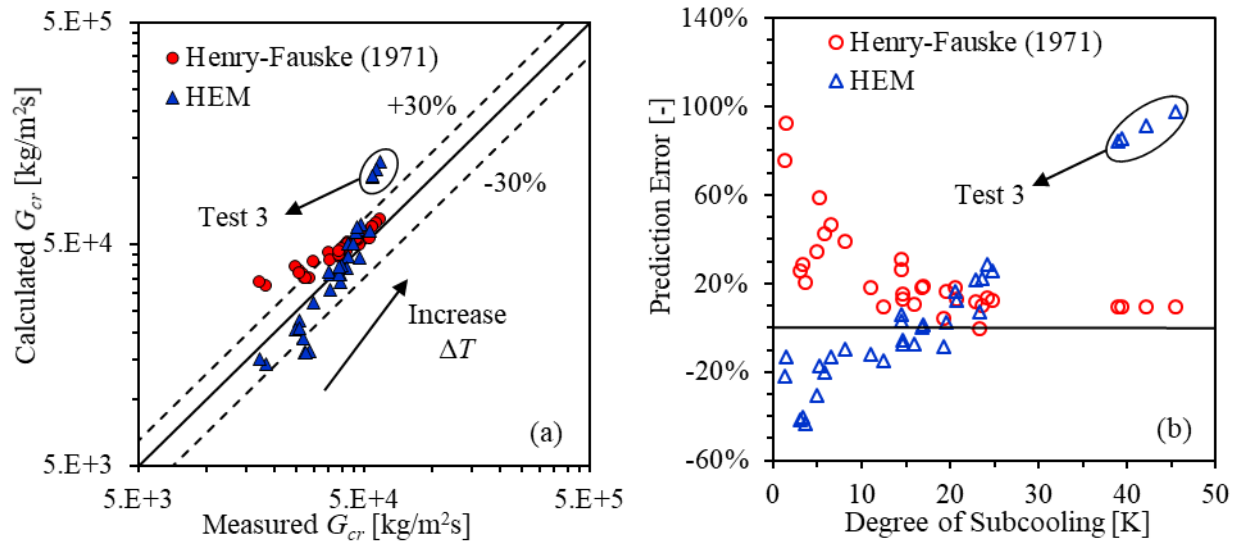 5.E+5
5.E+4
5.E+3
Calculated G_cr [kg/m²s]
Henry-Fauske (1971)
HEM
+30%
-30%
Test 3
Increase
ΔT
(a)
5.E+3
5.E+4
5.E+5
Measured G_cr [kg/m²s]
140%
100%
60%
20%
-20%
-60%
Prediction Error [-]
Henry-Fauske (1971)
HEM
Test 3
(b)
0
10
20
30
40
50
Degree of Subcooling [K]